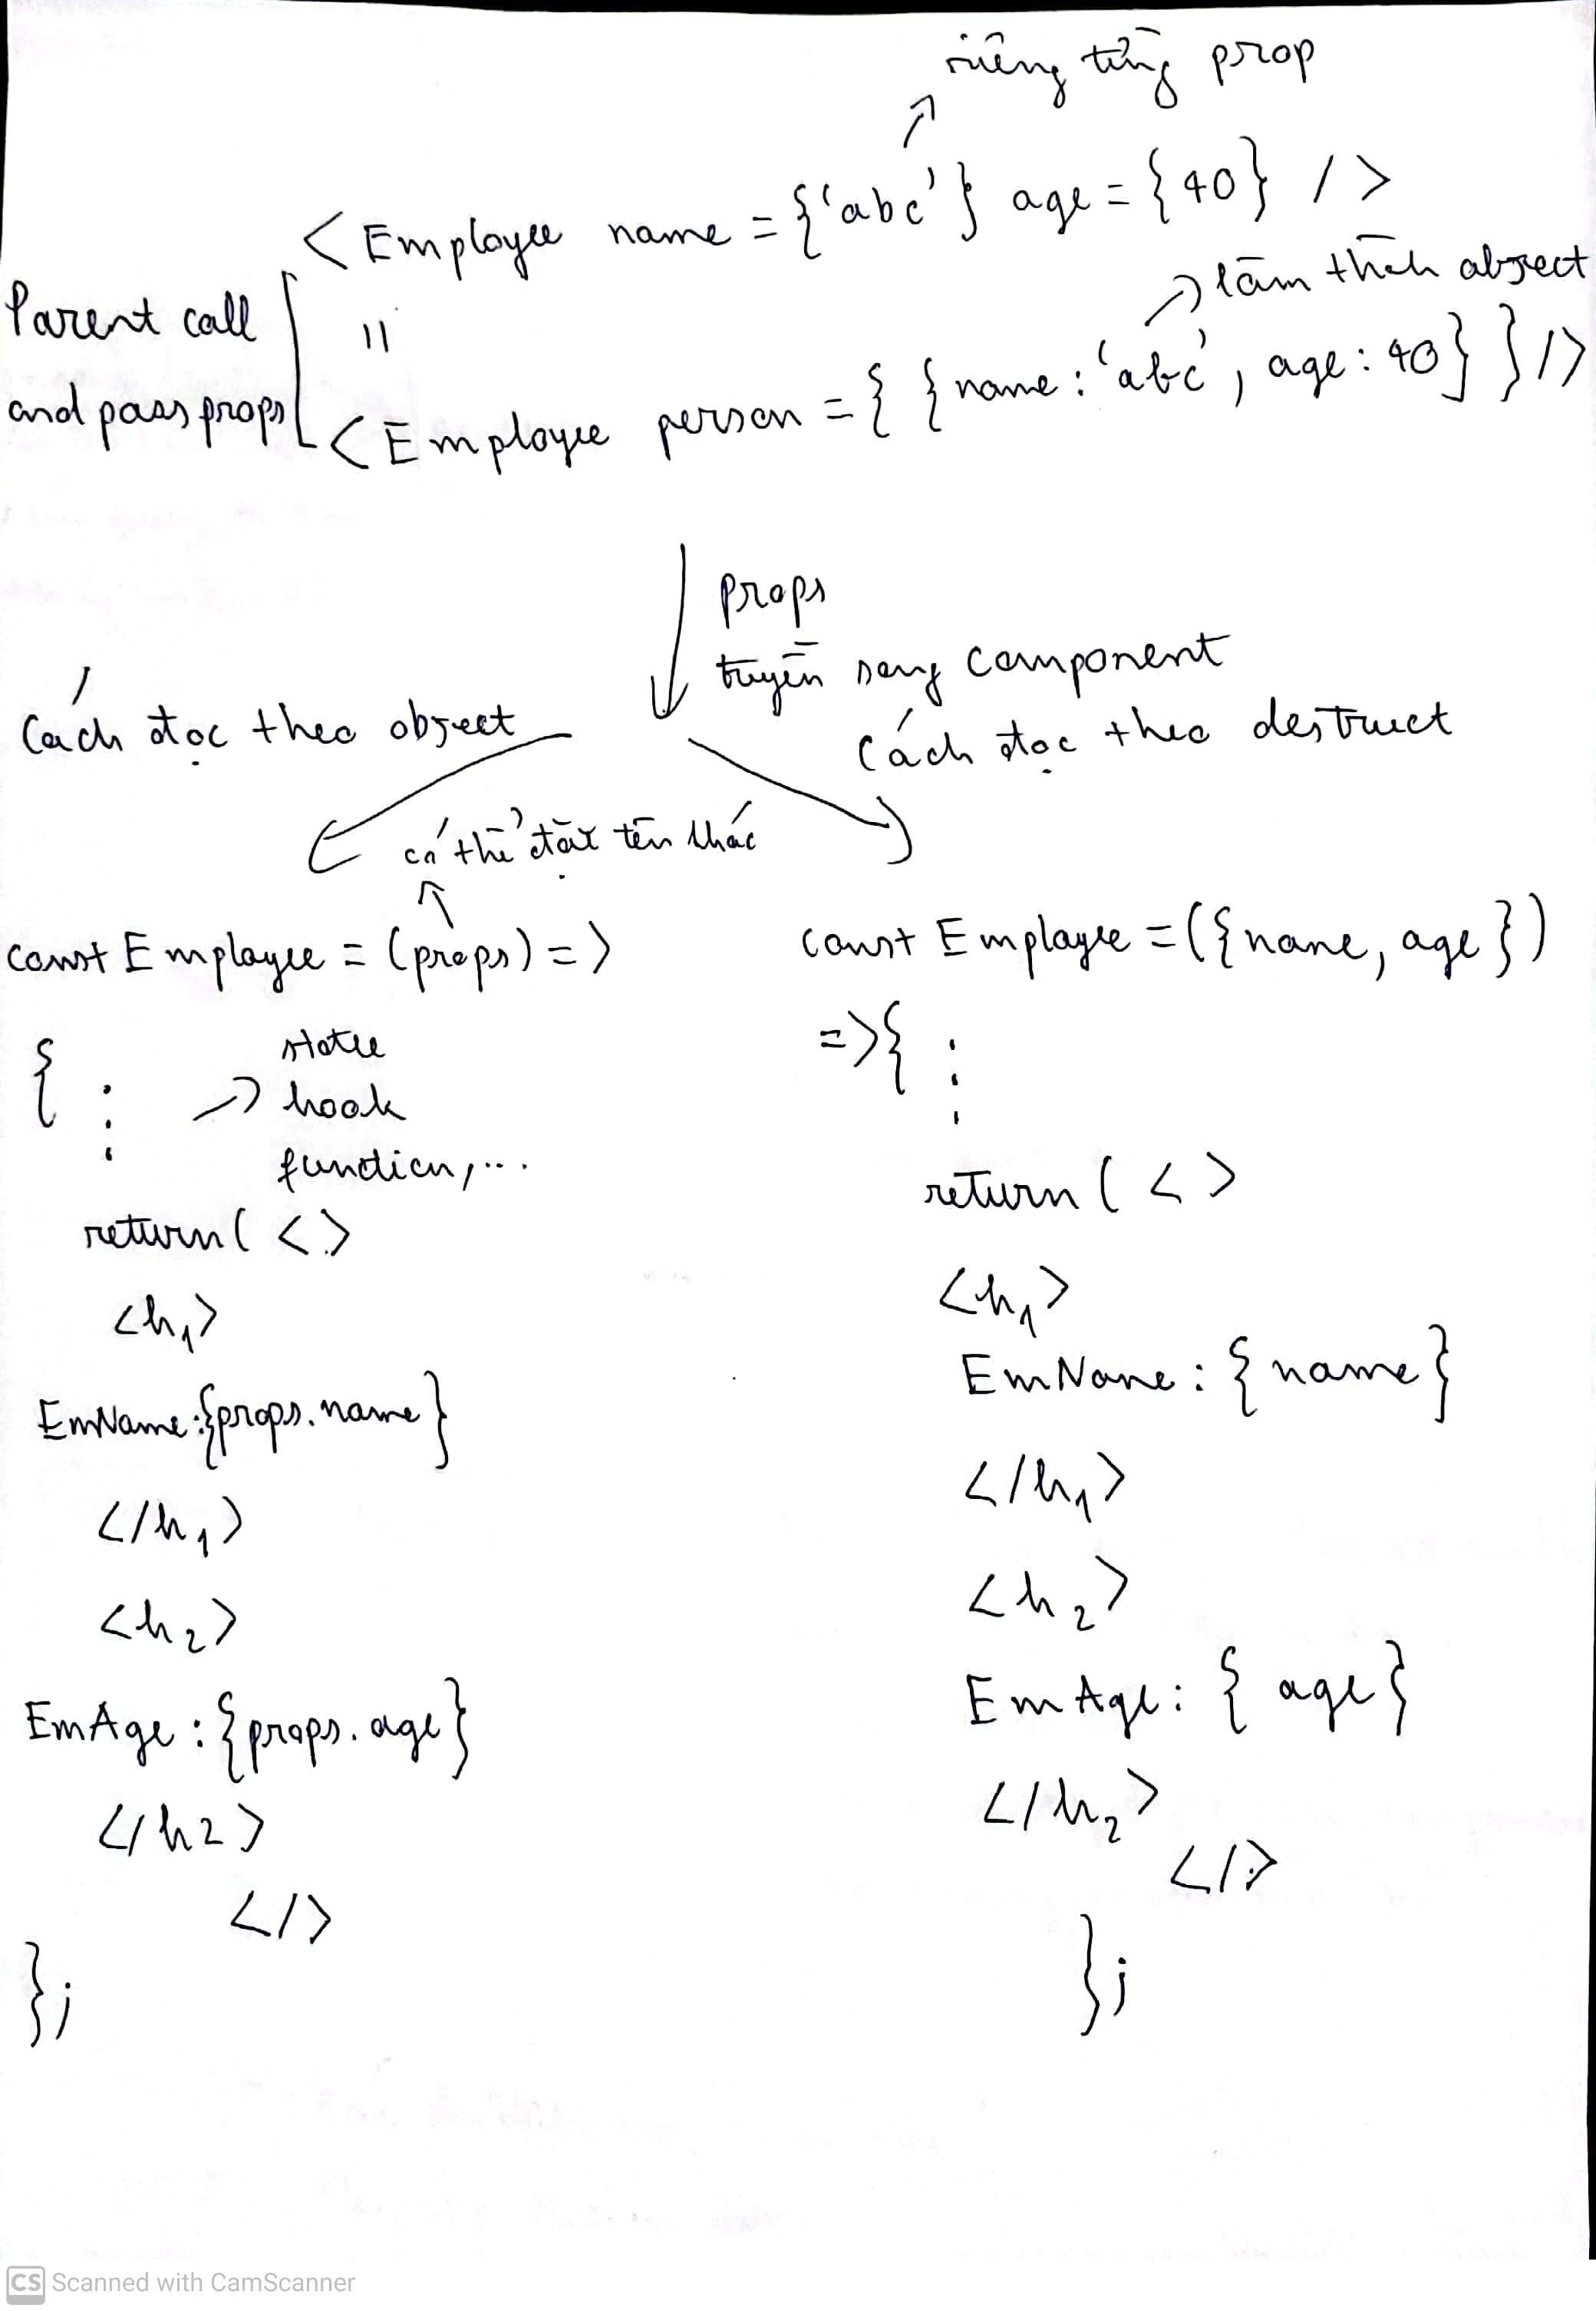 riêng từng prop
<Employee name = {'abc'} age = {40} />
làm thành object
Parent call
||
and pass props
<Employee person = { {name: 'abc', age: 40} } />
props
truyền sang component
Cách đọc theo object
Cách đọc theo destruct
có thể đặt tên khác
const Employee = (props) =>
{ :
state
hook
function, ...
return( <>
<h1>
EmName:{props.name}
</h1>
<h2>
EmAge:{props.age}
</h2>
</>
};
const Employee = ({name, age})
=>{ :
return ( < >
<h1>
EmName: {name}
</h1>
<h2>
EmAge: { age}
</h2>
</>
};
CS Scanned with CamScanner